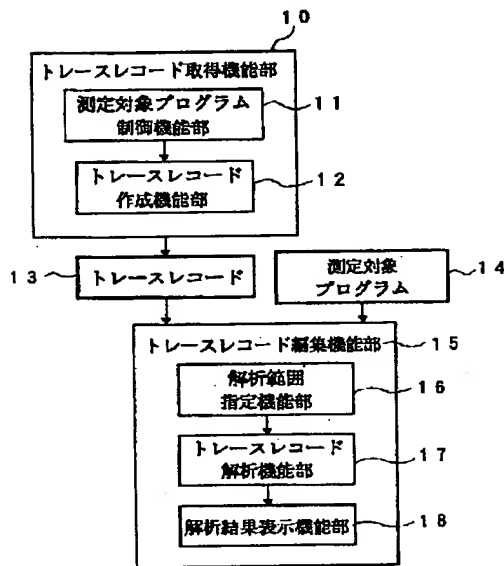 10
トレースレコード取得機能部
測定対象プログラム
制御機能部
11
トレースレコード
作成機能部
12
13
トレースレコード
測定対象
プログラム
14
トレースレコード編集機能部
15
解析範囲
指定機能部
16
トレースレコード
解析機能部
17
解析結果表示機能部
18